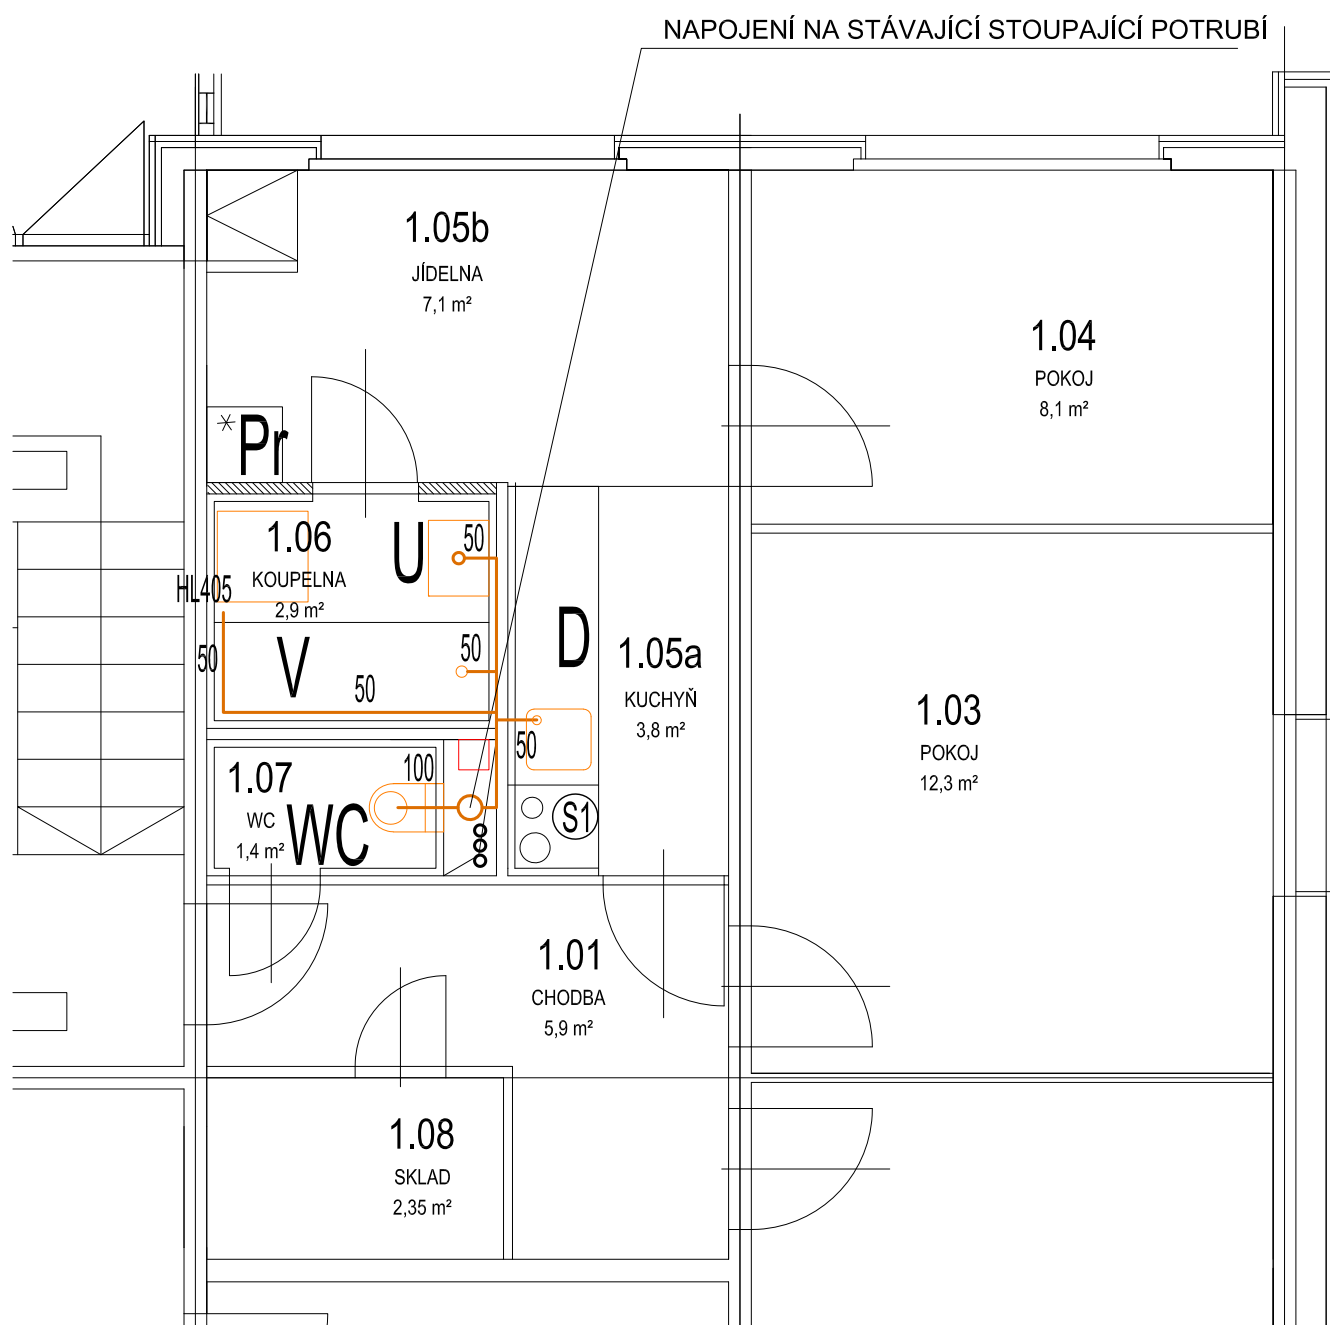 NAPOJENÍ NA STÁVAJÍCÍ STOUPAJÍCÍ POTRUBÍ
1.05b
JÍDELNA
7,1 m²
1.04
POKOJ
8,1 m²
*Pr
1.06
KOUPELNA
2,9 m²
U
50
HL405
50
V
50
50
D
1.05a
KUCHYŇ
3,8 m²
50
1.03
POKOJ
12,3 m²
1.07
WC
1,4 m²
WC
100
S1
1.01
CHODBA
5,9 m²
1.08
SKLAD
2,35 m²